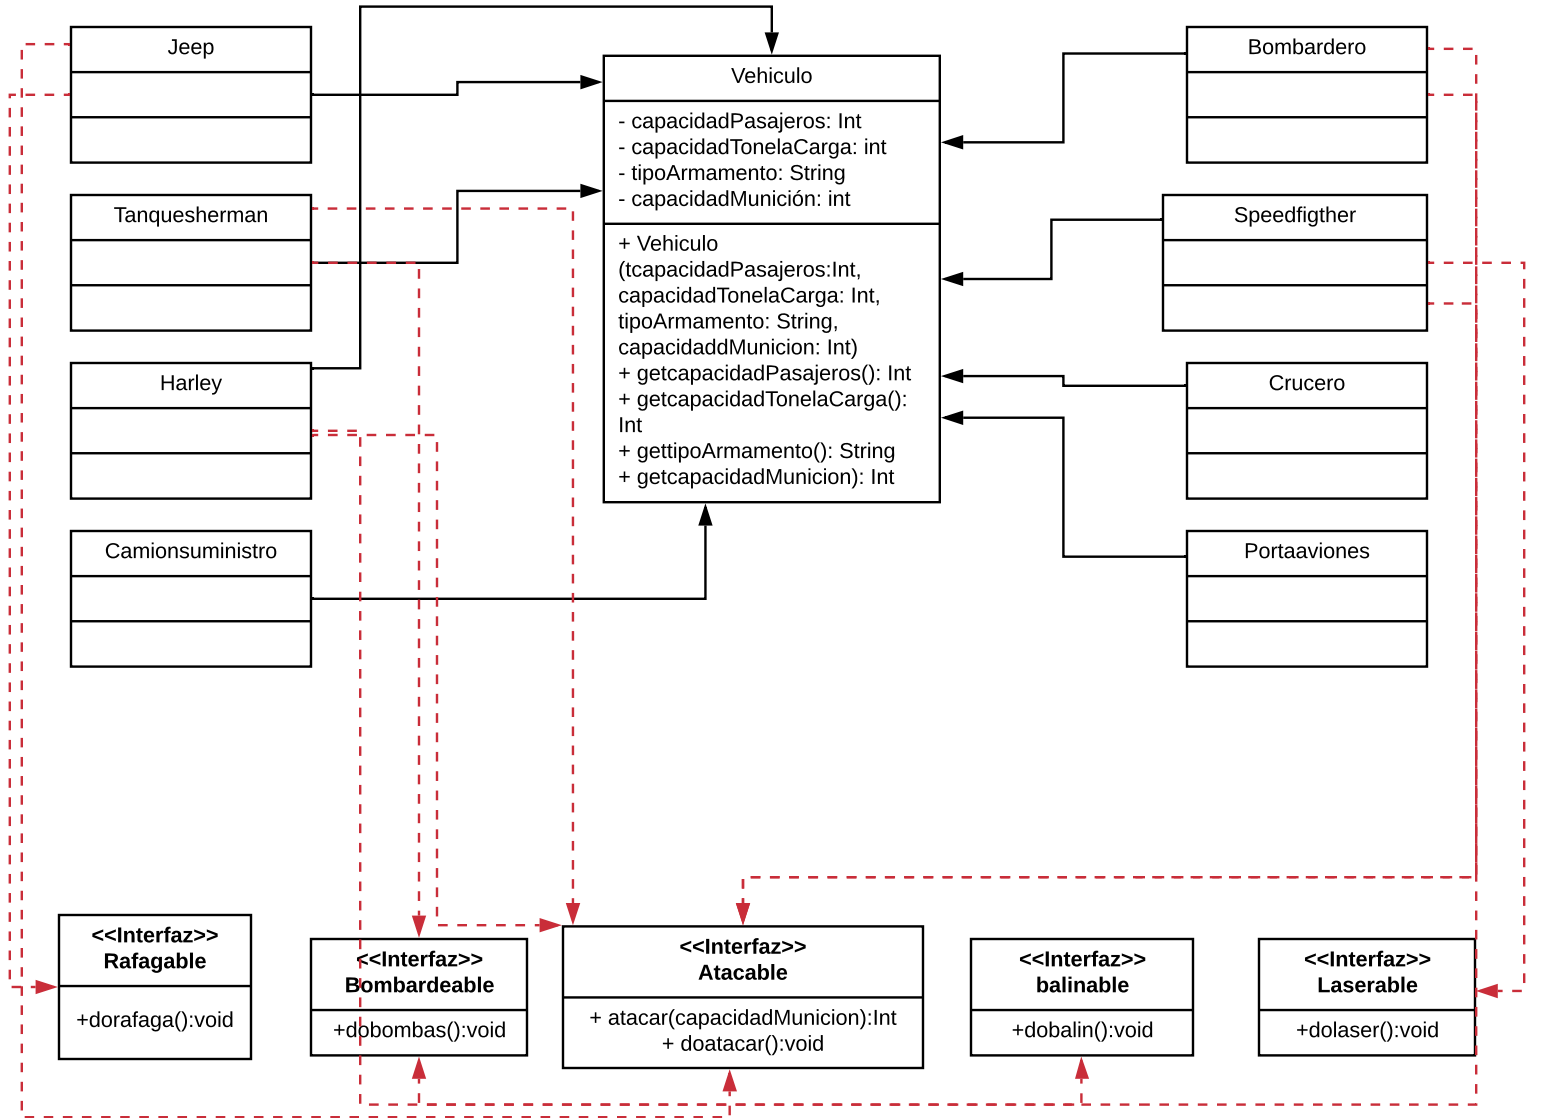 Jeep
Tanquesherman
Harley
Camionsuministro
Vehiculo
- capacidadPasajeros: Int
- capacidadTonelaCarga: int
- tipoArmamento: String
- capacidadMunición: int
+ Vehiculo
(tcapacidadPasajeros:Int,
capacidadTonelaCarga: Int,
tipoArmamento: String,
capacidaddMunicion: Int)
+ getcapacidadPasajeros(): Int
+ getcapacidadTonelaCarga():
Int
+ gettipoArmamento(): String
+ getcapacidadMunicion): Int
Bombardero
Speedfigther
Crucero
Portaaviones
<<Interfaz>>
Rafagable
+dorafaga():void
<<Interfaz>>
Bombardeable
+dobombas():void
<<Interfaz>>
Atacable
+ atacar(capacidadMunicion):Int
+ doatacar():void
<<Interfaz>>
balinable
+dobalin():void
<<Interfaz>>
Laserable
+dolaser():void